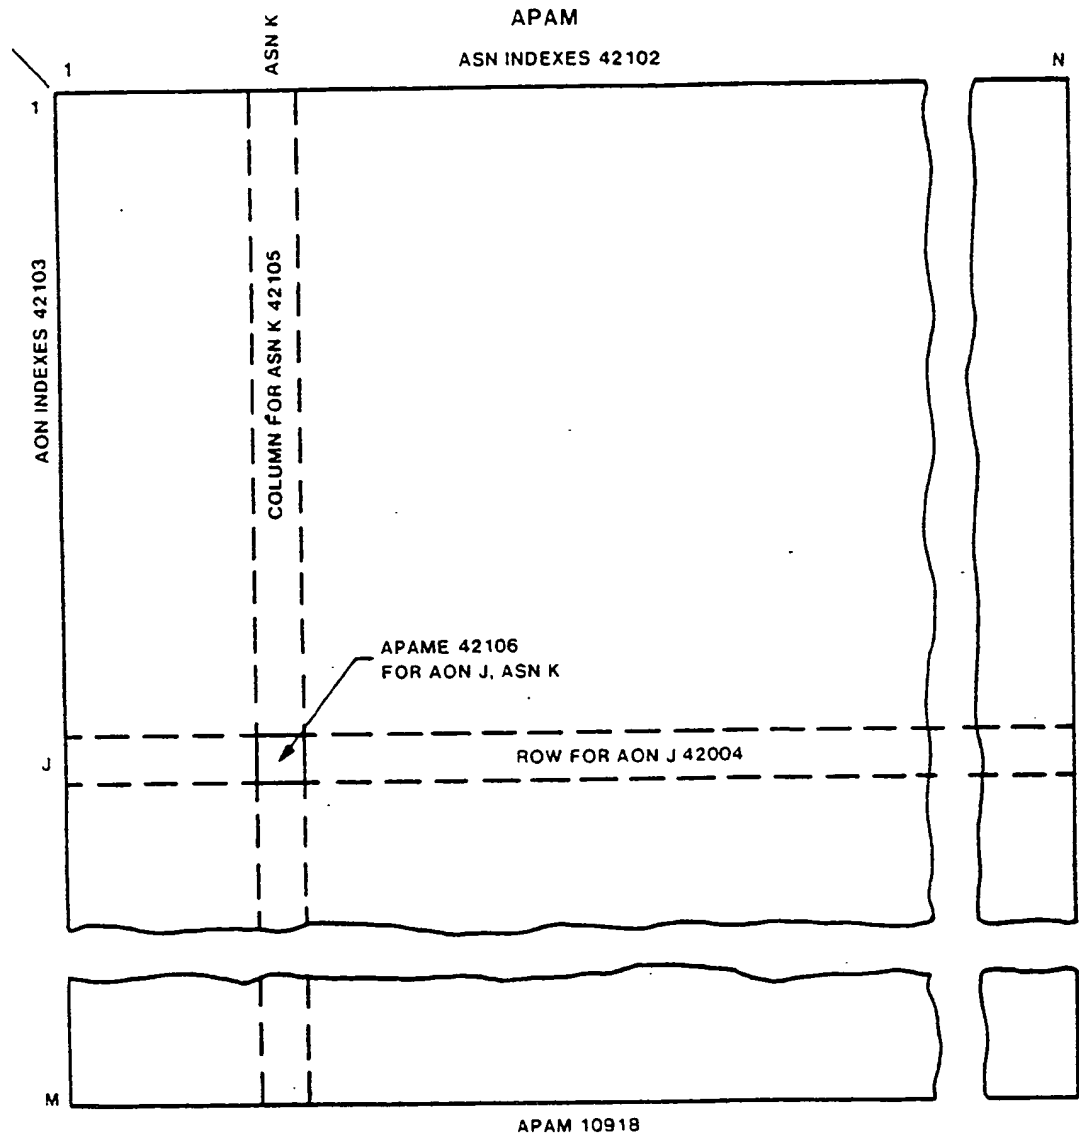 APAM
ASN K
ASN INDEXES 42102
1
N
1
AON INDEXES 42103
COLUMN FOR ASN K 42105
APAME 42106
FOR AON J, ASN K
J
ROW FOR AON J 42004
M
APAM 10918